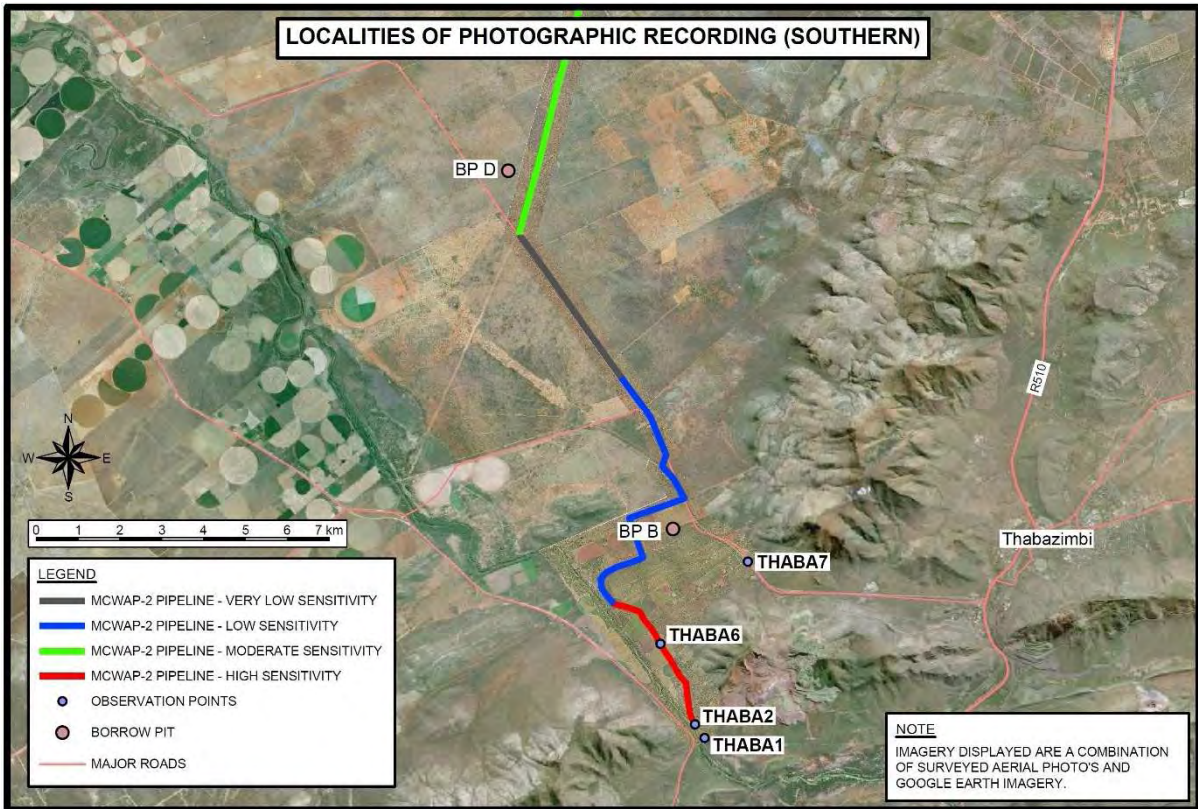 LOCALITIES OF PHOTOGRAPHIC RECORDING (SOUTHERN)
BP D
R510
N
W E
S
0 1 2 3 4 5 6 7 km
BP B
Thabazimbi
THABA7
THABA6
THABA2
THABA1
LEGEND
MCWAP-2 PIPELINE - VERY LOW SENSITIVITY
MCWAP-2 PIPELINE - LOW SENSITIVITY
MCWAP-2 PIPELINE - MODERATE SENSITIVITY
MCWAP-2 PIPELINE - HIGH SENSITIVITY
OBSERVATION POINTS
BORROW PIT
MAJOR ROADS
NOTE
IMAGERY DISPLAYED ARE A COMBINATION
OF SURVEYED AERIAL PHOTO'S AND
GOOGLE EARTH IMAGERY.